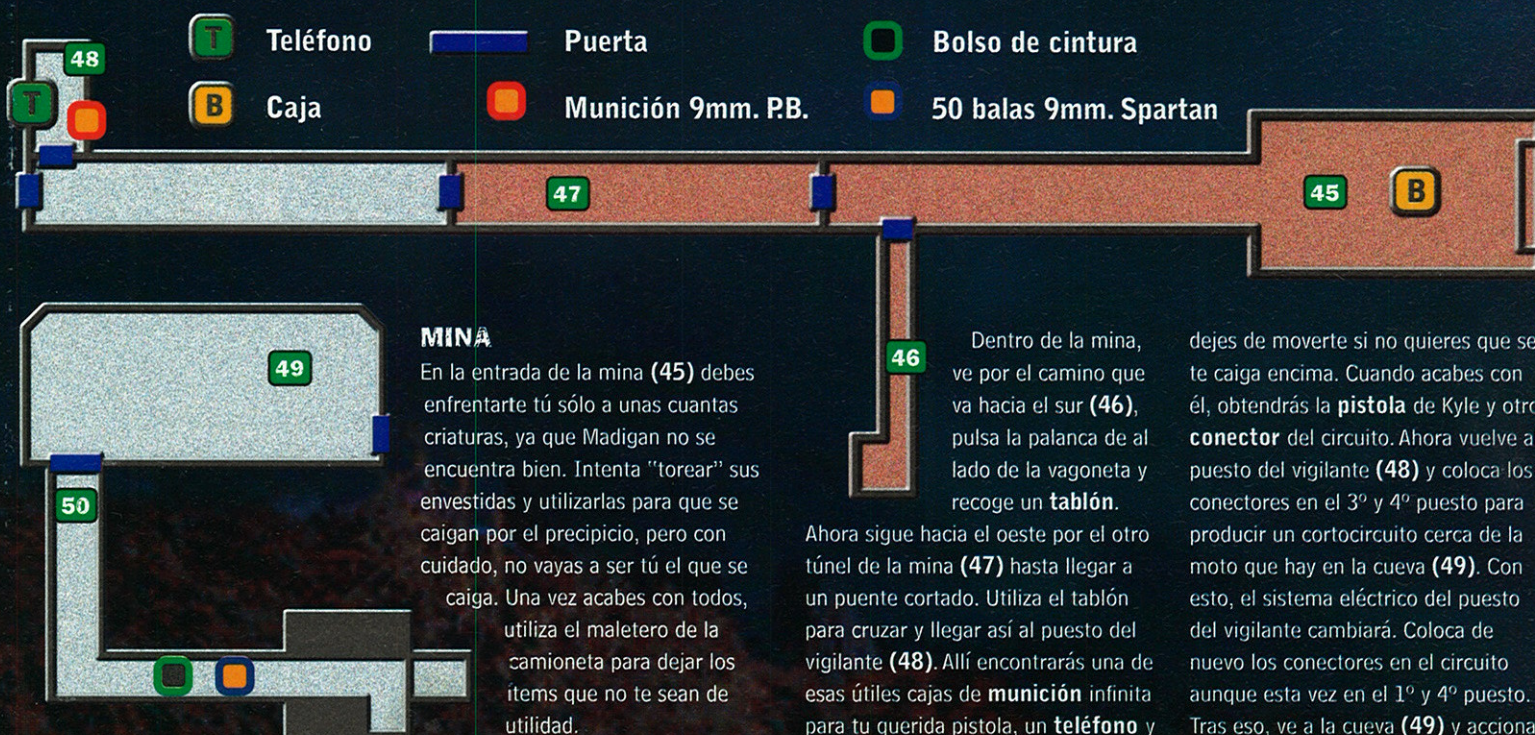 T Teléfono
Puerta
Bolso de cintura
B Caja
Munición 9mm. P.B.
50 balas 9mm. Spartan
48
T
47
45
B
46
49
50
MINA
En la entrada de la mina (45) debes
enfrentarte tú sólo a unas cuantas
criaturas, ya que Madigan no se
encuentra bien. Intenta "torear" sus
envestidas y utilizarlas para que se
caigan por el precipicio, pero con
cuidado, no vayas a ser tú el que se
caiga. Una vez acabes con todos,
utiliza el maletero de la
camioneta para dejar los
ítems que no te sean de
utilidad.
Dentro de la mina,
ve por el camino que
va hacia el sur (46),
pulsa la palanca de al
lado de la vagoneta y
recoge un tablón.
Ahora sigue hacia el oeste por el otro
túnel de la mina (47) hasta llegar a
un puente cortado. Utiliza el tablón
para cruzar y llegar así al puesto del
vigilante (48). Allí encontrarás una de
esas útiles cajas de munición infinita
para tu querida pistola, un teléfono y
dejes de moverte si no quieres que se
te caiga encima. Cuando acabes con
él, obtendrás la pistola de Kyle y otro
conector del circuito. Ahora vuelve a
puesto del vigilante (48) y coloca los
conectores en el 3º y 4º puesto para
producir un cortocircuito cerca de la
moto que hay en la cueva (49). Con
esto, el sistema eléctrico del puesto
del vigilante cambiará. Coloca de
nuevo los conectores en el circuito
aunque esta vez en el 1º y 4º puesto.
Tras eso, ve a la cueva (49) y acciona